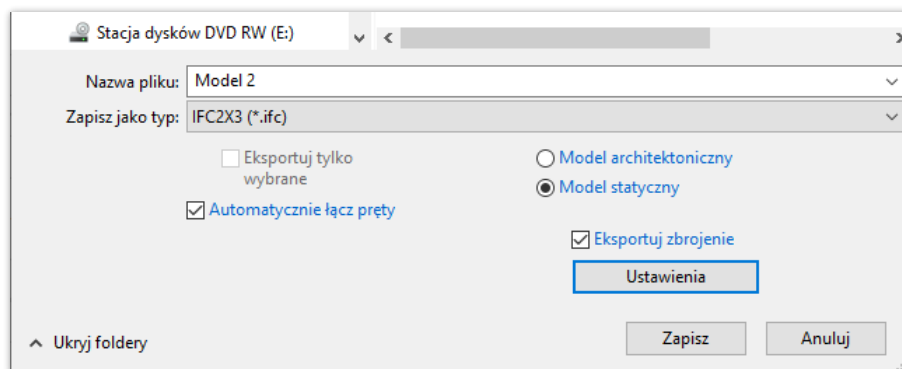 Stacja dysków DVD RW (E:)
Nazwa pliku: Model 2
Zapisz jako typ: IFC2X3 (*.ifc)
Eksportuj tylko
wybrane
Model architektoniczny
Model statyczny
Automatycznie łącz pręty
Eksportuj zbrojenie
Ustawienia
Ukryj foldery
Zapisz
Anuluj